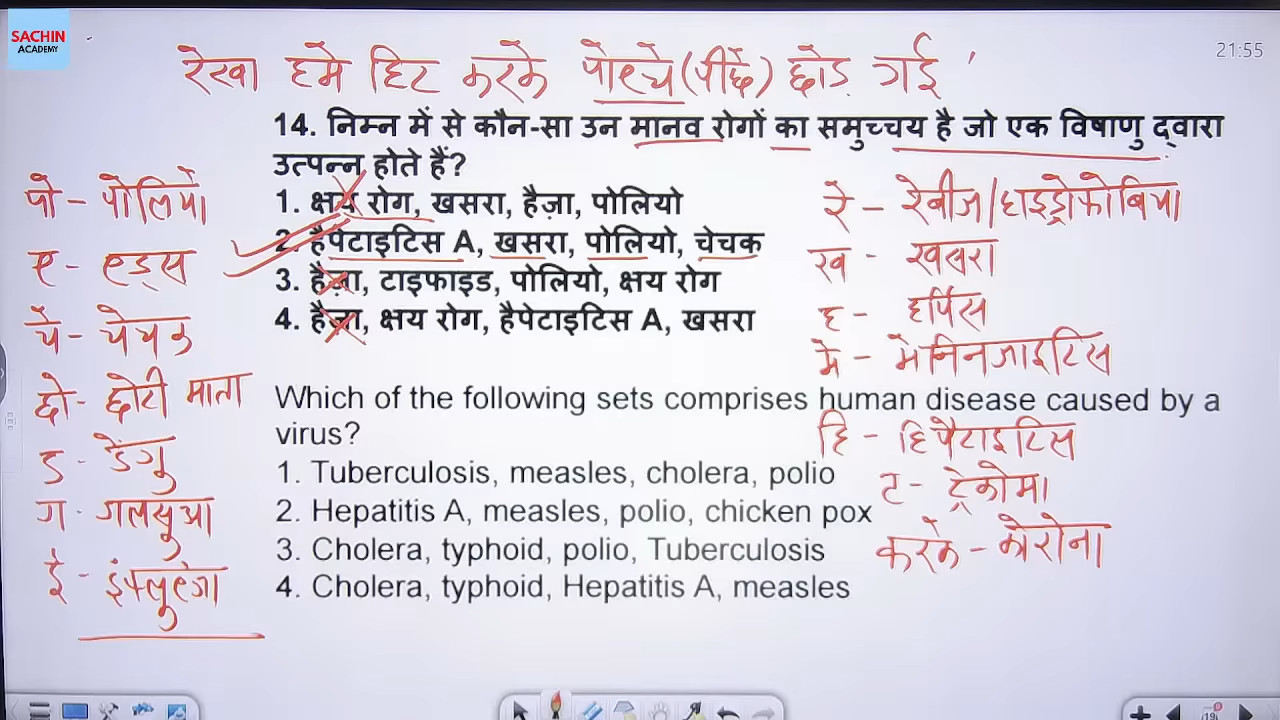 SACHIN
ACADEMY
21:55
रेखा हमे हिट करके पोएचे (पीछे) छोड़ गई
14. निम्न में से कौन-सा उन मानव रोगों का समुच्चय है जो एक विषाणु द्वारा
उत्पन्न होते हैं?
1. क्षय रोग, खसरा, हैज़ा, पोलियो
2. हैपेटाइटिस A, खसरा, पोलियो, चेचक
3. हैज़ा, टाइफाइड, पोलियो, क्षय रोग
4. हैज़ा, क्षय रोग, हैपेटाइटिस A, खसरा
Which of the following sets comprises human disease caused by a
virus?
1. Tuberculosis, measles, cholera, polio
2. Hepatitis A, measles, polio, chicken pox
3. Cholera, typhoid, polio, Tuberculosis
4. Cholera, typhoid, Hepatitis A, measles
पो - पोलियो
ए - एड्स
चे - चेचक
छो - छोटी माता
ड - डेंगू
ग - गलसूआ
ई - इंफ्लुएंजा
रे - रेबीज/हाइड्रोफोबिया
ख - खसरा
ह - हर्पिस
मे - मेनिनजाइटिस
हि - हिपैटाइटिस
ट - ट्रेकोमा
करके - कोरोना
19